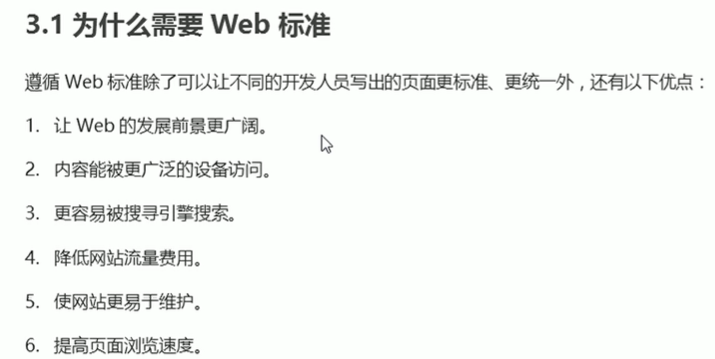 3.1 为什么需要 Web 标准
遵循 Web 标准除了可以让不同的开发人员写出的页面更标准、更统一外，还有以下优点：
1. 让 Web 的发展前景更广阔。
2. 内容能被更广泛的设备访问。
3. 更容易被搜寻引擎搜索。
4. 降低网站流量费用。
5. 使网站更易于维护。
6. 提高页面浏览速度。